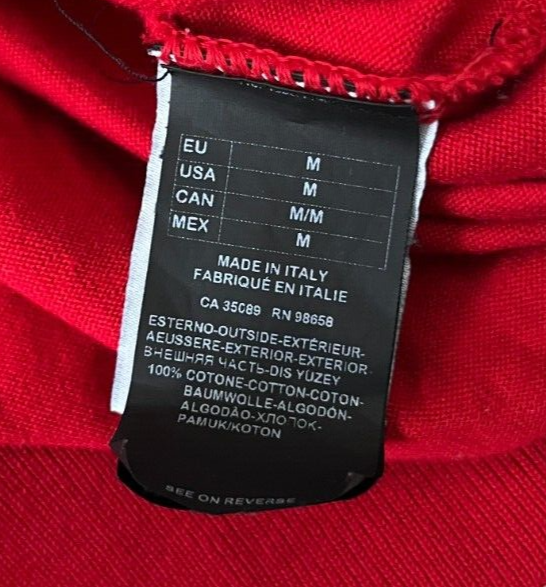 EU M
USA M
CAN M/M
MEX M
MADE IN ITALY
FABRIQUÉ EN ITALIE
CA 35089 RN 98658
ESTERNO-OUTSIDE-EXTÉRIEUR-
AEUSSERE-EXTERIOR-EXTERIOR-
ВНЕШНЯЯ ЧАСТЬ-DIS YÜZEY
100% COTONE-COTTON-COTON-
BAUMWOLLE-ALGODÓN-
ALGODÃO-ХЛОПОК-
PAMUK/KOTON
SEE ON REVERSE